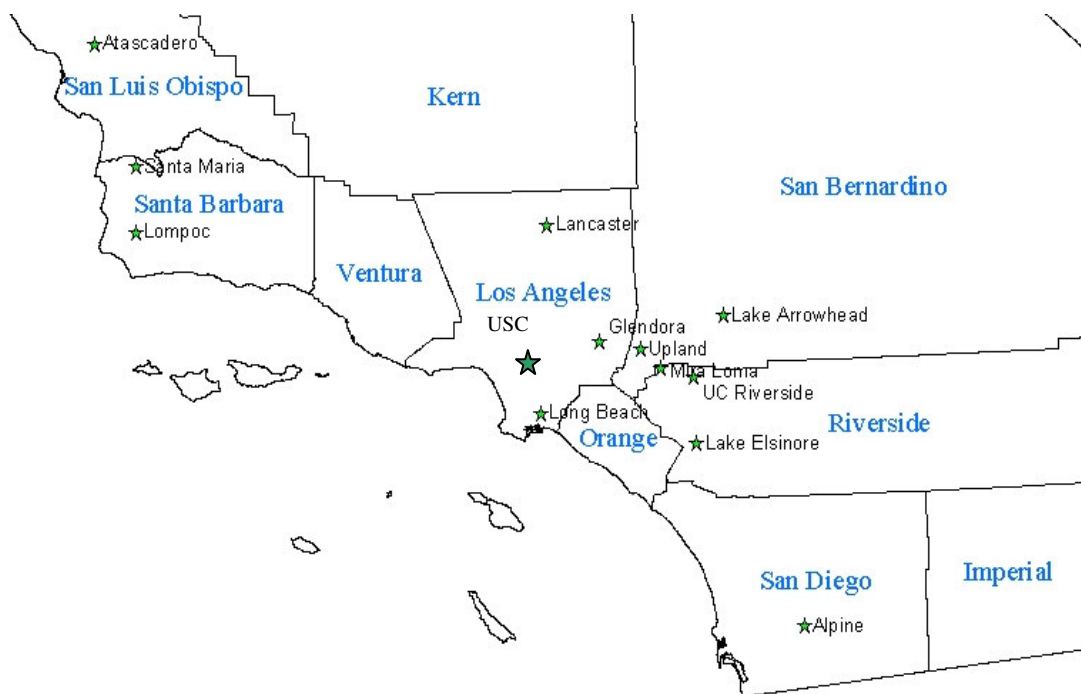 Atascadero
San Luis Obispo
Kern
Santa Maria
San Bernardino
Santa Barbara
Lompoc
Lancaster
Ventura
Los Angeles
USC
Lake Arrowhead
Glendora
Upland
Mira Loma
UC Riverside
Long Beach
Orange
Riverside
Lake Elsinore
San Diego
Imperial
Alpine